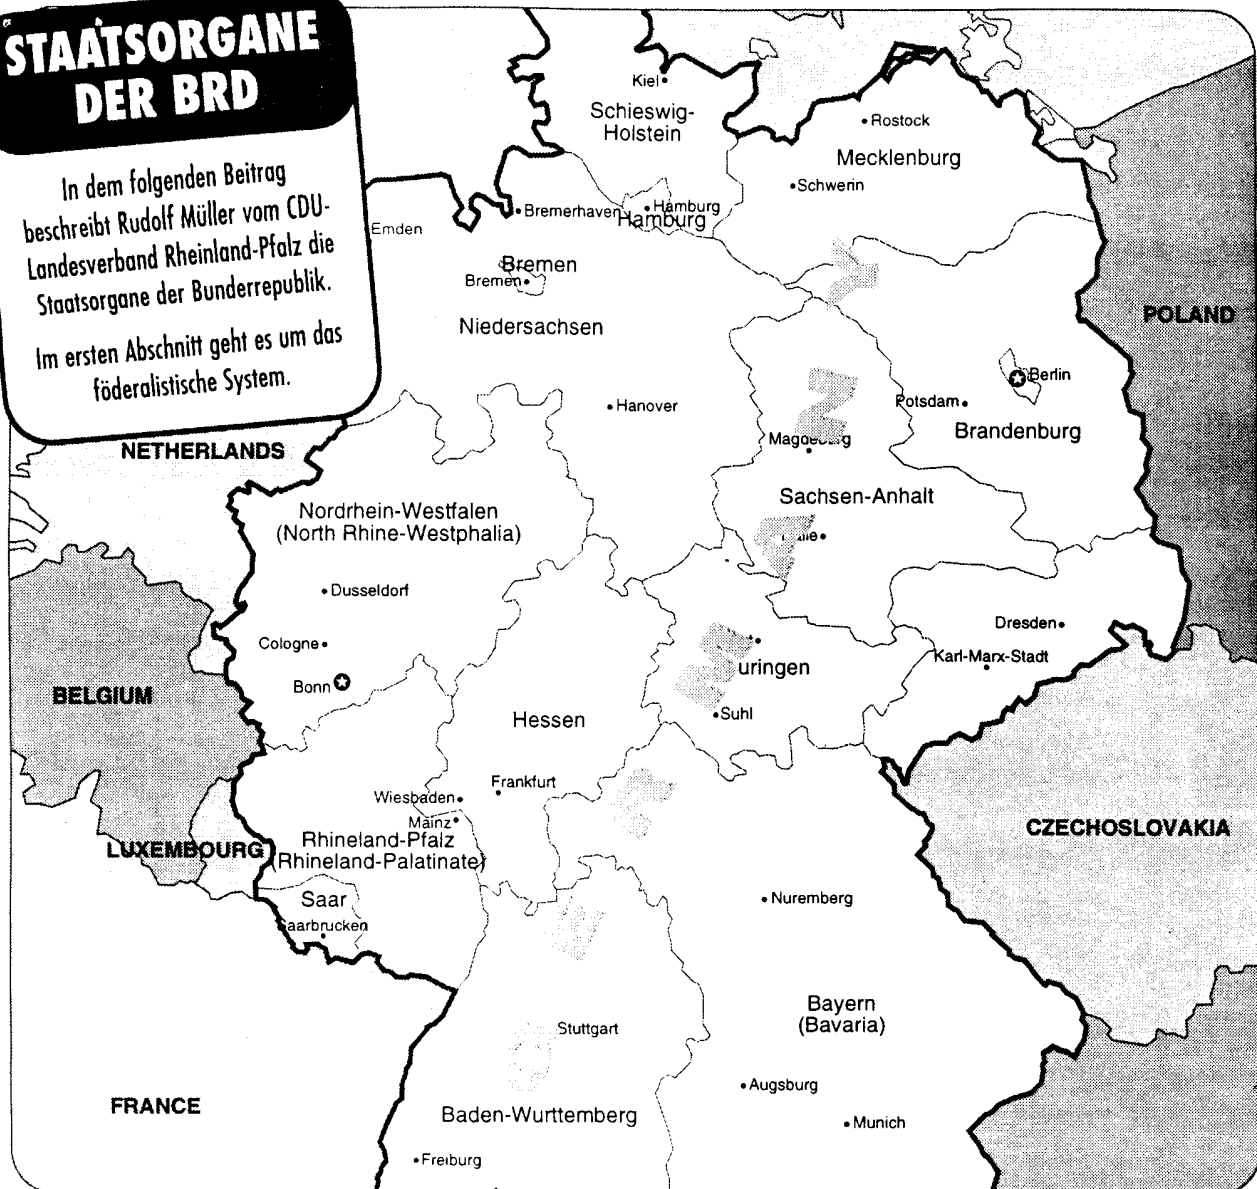 STAATSORGANE
DER BRD
In dem folgenden Beitrag
beschreibt Rudolf Müller vom CDU-
Landesverband Rheinland-Pfalz die
Staatsorgane der Bunderrepublik.
Im ersten Abschnitt geht es um das
föderalistische System.
Kiel
Schieswig-
Holstein
Rostock
Mecklenburg
Schwerin
Hamburg
Hamburg
Bremerhaven
Emden
Bremen
Bremen
Niedersachsen
POLAND
Berlin
Potsdam
Brandenburg
Hanover
Magdeburg
NETHERLANDS
Sachsen-Anhalt
Nordrhein-Westfalen
(North Rhine-Westphalia)
alle
Dusseldorf
Dresden
Cologne
Karl-Marx-Stadt
uringen
Bonn
BELGIUM
Suhl
Hessen
Frankfurt
Wiesbaden
Mainz
CZECHOSLOVAKIA
Rhineland-Pfalz
(Rhineland-Palatinate)
LUXEMBOURG
Saar
Saarbrucken
Nuremberg
Bayern
(Bavaria)
Stuttgart
Augsburg
FRANCE
Baden-Wurttemberg
Munich
Freiburg